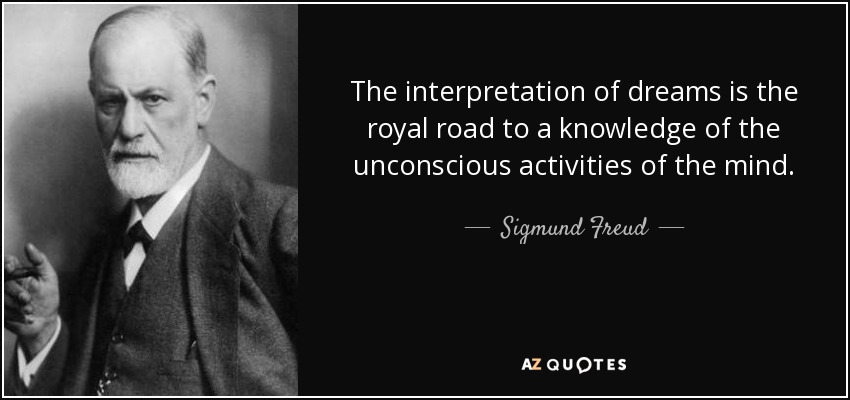 The interpretation of dreams is the
royal road to a knowledge of the
unconscious activities of the mind.
Sigmund Freud
AZ QUOTES